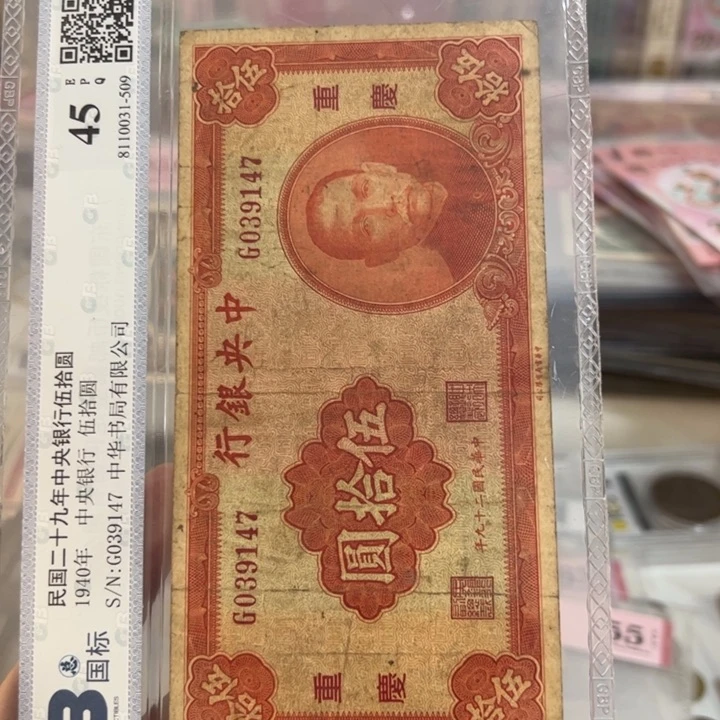 国标
民国二十九年中央银行伍拾圆
1940年 中央银行 伍拾圆
S/N:G039147 中华书局有限公司
45
EPQ
8110031-509
伍拾
重慶
伍拾
G039147
中央銀行
伍拾圓
中華民國二十九年
G039147
伍拾
重慶
伍拾
55